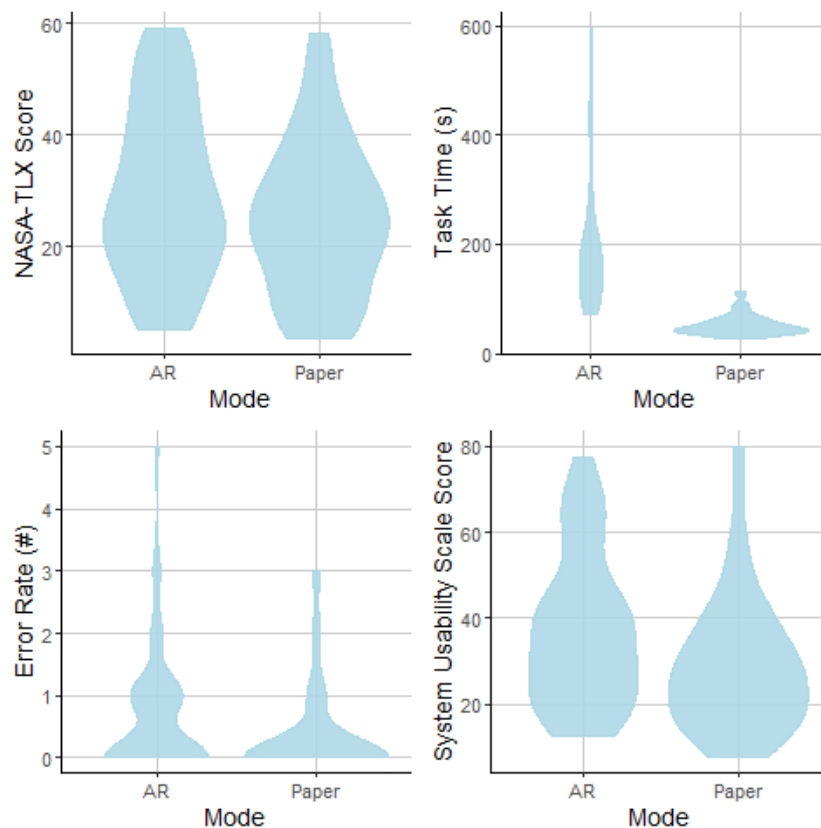 NASA-TLX Score
60
40
20
AR
Paper
Mode
Task Time (s)
600
400
200
0
AR
Paper
Mode
Error Rate (#)
5
4
3
2
1
0
AR
Paper
Mode
System Usability Scale Score
80
60
40
20
AR
Paper
Mode